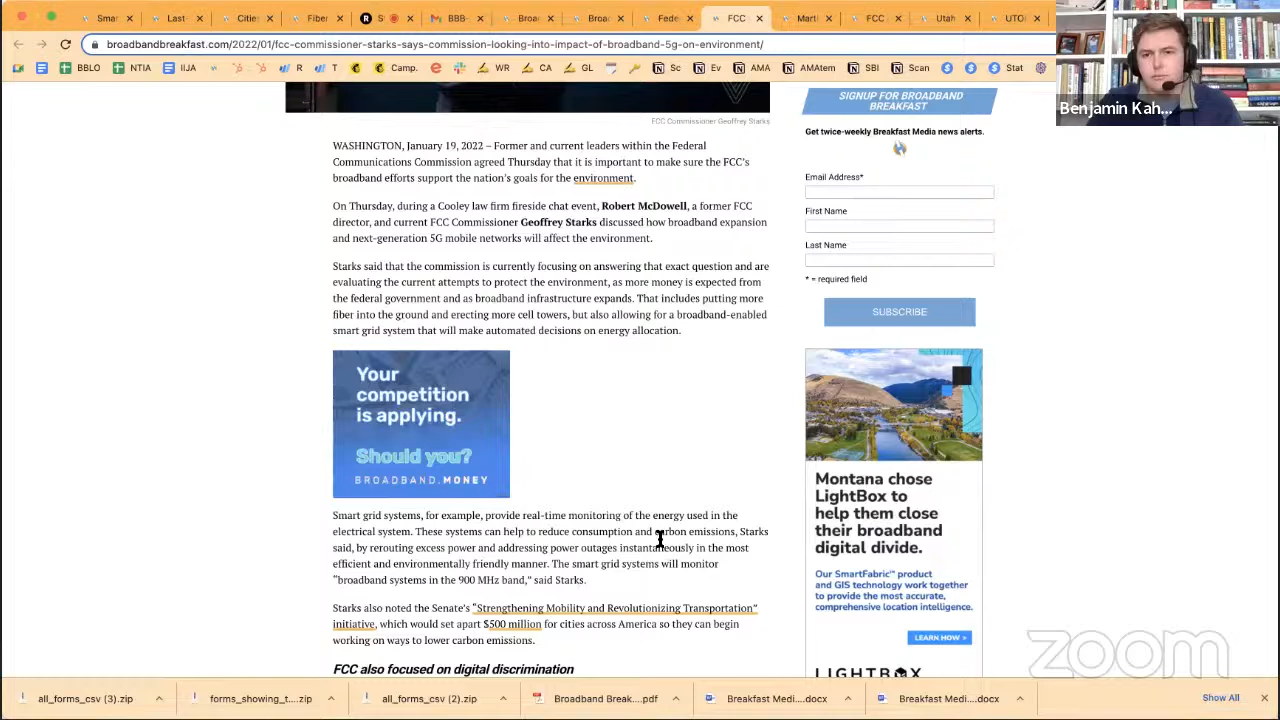 Smar
Last-
Cities
Fiber
S
BBB-
Broad
Broa
Fede
FCC
Marti
FCC
Utah
UTO
broadbandbreakfast.com/2022/01/fcc-commissioner-starks-says-commission-looking-into-impact-of-broadband-5g-on-environment/
BBLO
NTIA
IIJA
R
T
Camp.
WR
CA
GL
Sc
Ev
AMA
AMAtem
SBI
Scan
Stat
Benjamin Kah...
FCC Commissioner Geoffrey Starks
WASHINGTON, January 19, 2022 – Former and current leaders within the Federal
Communications Commission agreed Thursday that it is important to make sure the FCC's
broadband efforts support the nation's goals for the environment.
On Thursday, during a Cooley law firm fireside chat event, Robert McDowell, a former FCC
director, and current FCC Commissioner Geoffrey Starks discussed how broadband expansion
and next-generation 5G mobile networks will affect the environment.
Starks said that the commission is currently focusing on answering that exact question and are
evaluating the current attempts to protect the environment, as more money is expected from
the federal government and as broadband infrastructure expands. That includes putting more
fiber into the ground and erecting more cell towers, but also allowing for a broadband-enabled
smart grid system that will make automated decisions on energy allocation.
Your
competition
is applying.
Should you?
BROADBAND.MONEY
Smart grid systems, for example, provide real-time monitoring of the energy used in the
electrical system. These systems can help to reduce consumption and carbon emissions, Starks
said, by rerouting excess power and addressing power outages instantaneously in the most
efficient and environmentally friendly manner. The smart grid systems will monitor
“broadband systems in the 900 MHz band,” said Starks.
Starks also noted the Senate's “Strengthening Mobility and Revolutionizing Transportation”
initiative, which would set apart $500 million for cities across America so they can begin
working on ways to lower carbon emissions.
FCC also focused on digital discrimination
SIGNUP FOR BROADBAND
BREAKFAST
Get twice-weekly Breakfast Media news alerts.
Email Address*
First Name
Last Name
* = required field
SUBSCRIBE
Montana chose
LightBox to
help them close
their broadband
digital divide.
Our SmartFabric™ product
and GIS technology work together
to provide the most accurate,
comprehensive location intelligence.
LEARN HOW >
LIGHTBOX
zoom
all_forms_csv (3).zip
forms_showing_t....zip
all_forms_csv (2).zip
Broadband Break....pdf
Breakfast Medi....docx
Breakfast Medi....docx
Show All